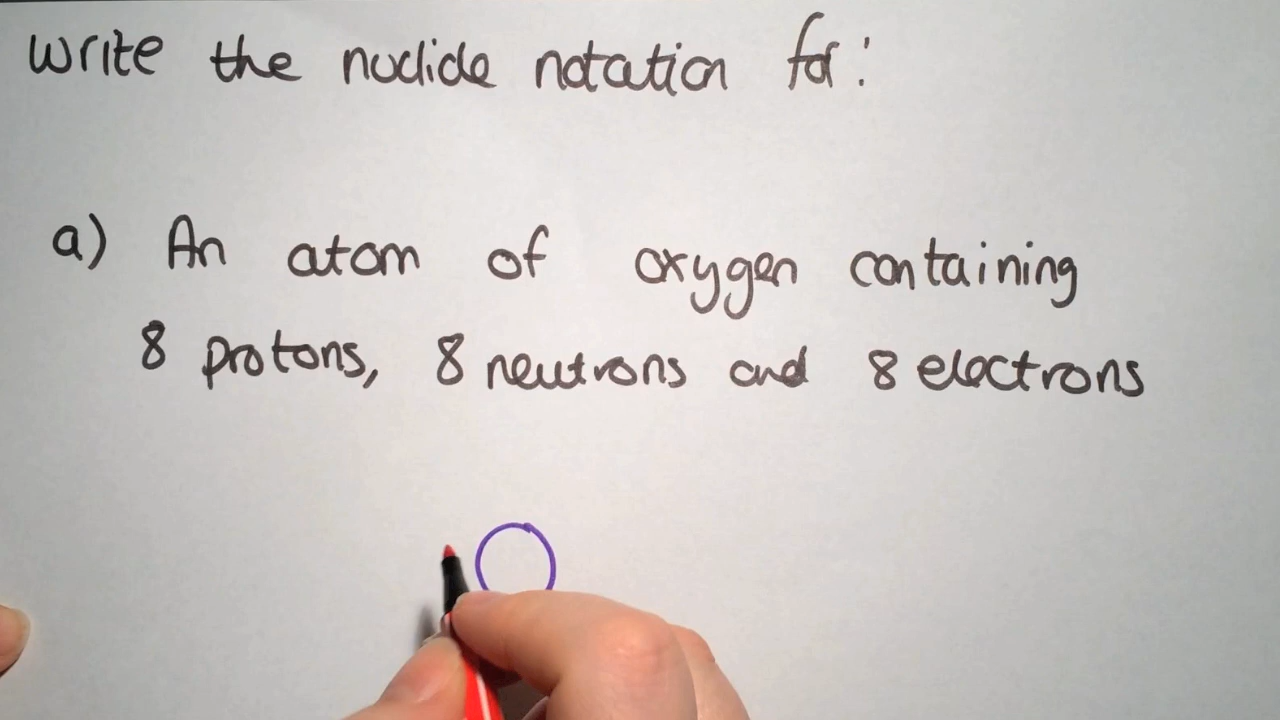 Write the nuclide notation for:
a) An atom of oxygen containing
8 protons, 8 neutrons and 8 electrons
O